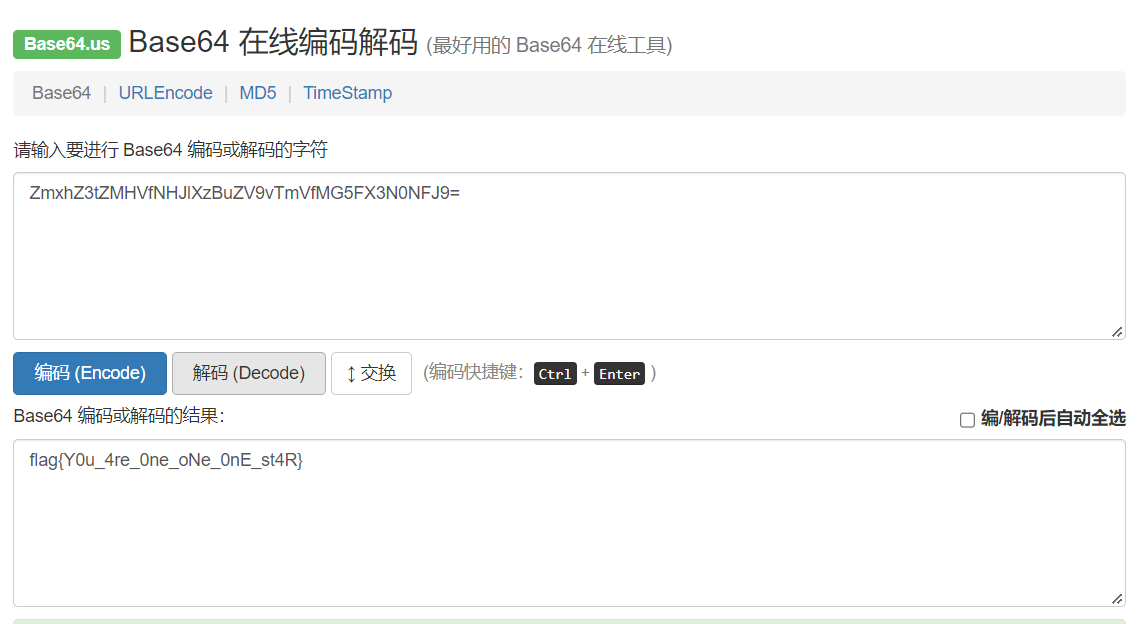 Base64.us Base64 在线编码解码 (最好用的 Base64 在线工具)
Base64 | URLEncode | MD5 | TimeStamp
请输入要进行 Base64 编码或解码的字符
ZmxhZ3tZMHVfNHJlXzBuZV9vTmVfMG5FX3N0NFJ9=
编码 (Encode) 解码 (Decode) ↕ 交换 (编码快捷键: Ctrl + Enter )
Base64 编码或解码的结果:
编/解码后自动全选
flag{Y0u_4re_0ne_oNe_0nE_st4R}